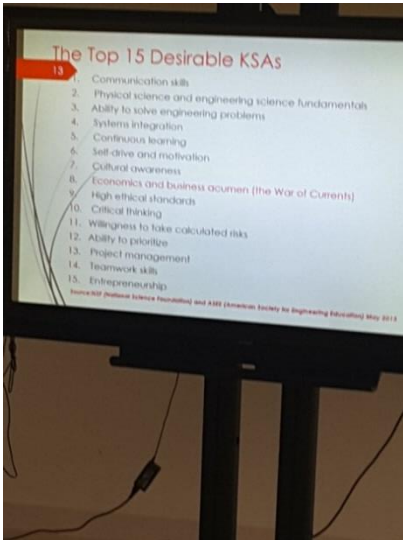 The Top 15 Desirable KSAs
13
1. Communication skills
2. Physical science and engineering science fundamentals
3. Ability to solve engineering problems
4. Systems integration
5. Continuous learning
6. Self-drive and motivation
7. Cultural awareness
8. Economics and business acumen (the War of Currents)
9. High ethical standards
10. Critical thinking
11. Willingness to take calculated risks
12. Ability to prioritize
13. Project management
14. Teamwork skills
15. Entrepreneurship
Source:NSF (National Science Foundation) and ASEE (American Society for Engineering Education) May 2013